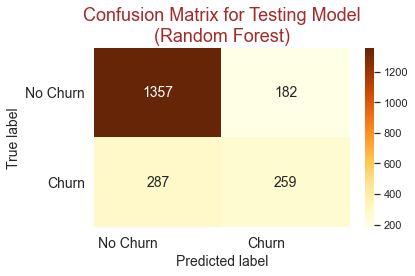 Confusion Matrix for Testing Model
(Random Forest)
True label
No Churn
1357
182
Churn
287
259
No Churn
Churn
Predicted label
1200
1000
800
600
400
200